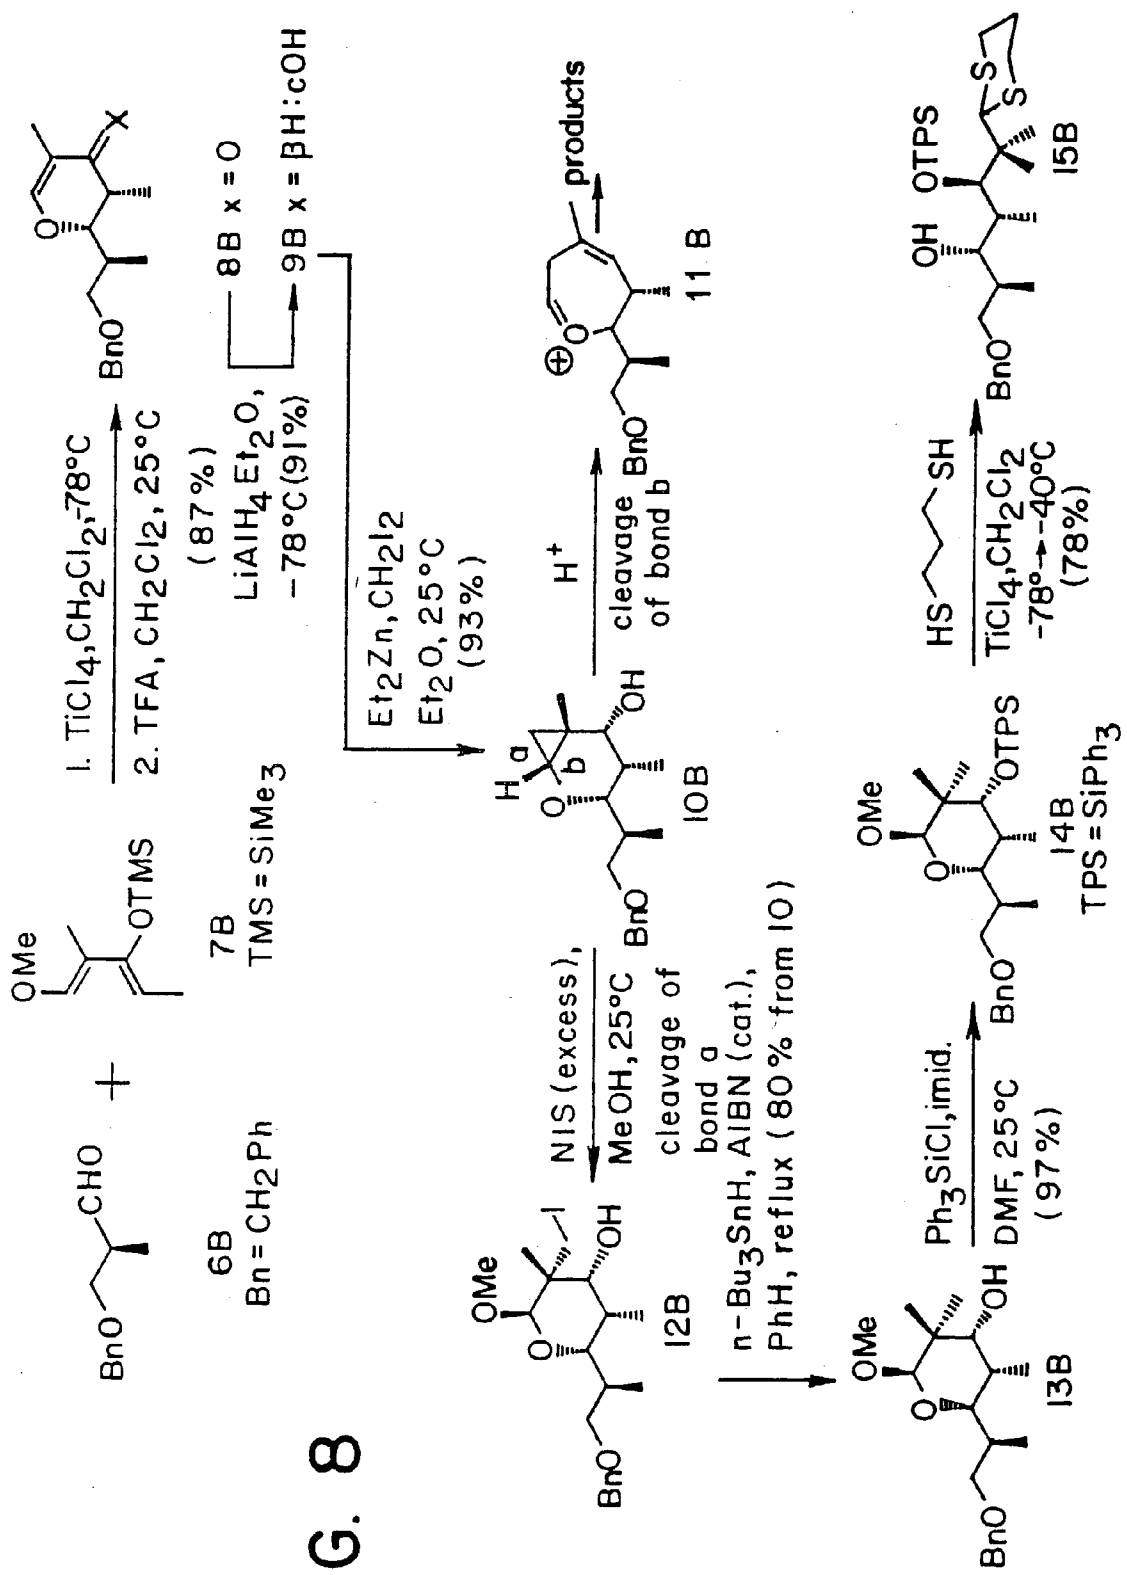 G. 8
BnO
CHO
6B
Bn = CH2Ph
+
OMe
OTMS
7B
TMS = SiMe3
1. TiCl4, CH2Cl2, -78°C
2. TFA, CH2Cl2, 25°C
(87%)
BnO
O
X
8B x = O
9B x = βH:αOH
LiAlH4Et2O,
-78°C(91%)
Et2Zn, CH2I2
Et2O, 25°C
(93%)
H
a
b
O
OH
BnO
10B
H+
cleavage
of bond b
⊕
O
BnO
11.B
products
NIS (excess),
MeOH, 25°C
cleavage of
bond a
OMe
I
O
OH
BnO
12B
n-Bu3SnH, AIBN (cat.),
PhH, reflux (80% from 10)
OMe
O
OH
BnO
13B
Ph3SiCl, imid.
DMF, 25°C
(97%)
OMe
O
OTPS
BnO
14B
TPS = SiPh3
HS
SH
TiCl4, CH2Cl2
-78°→-40°C
(78%)
OH
OTPS
S
S
BnO
15B